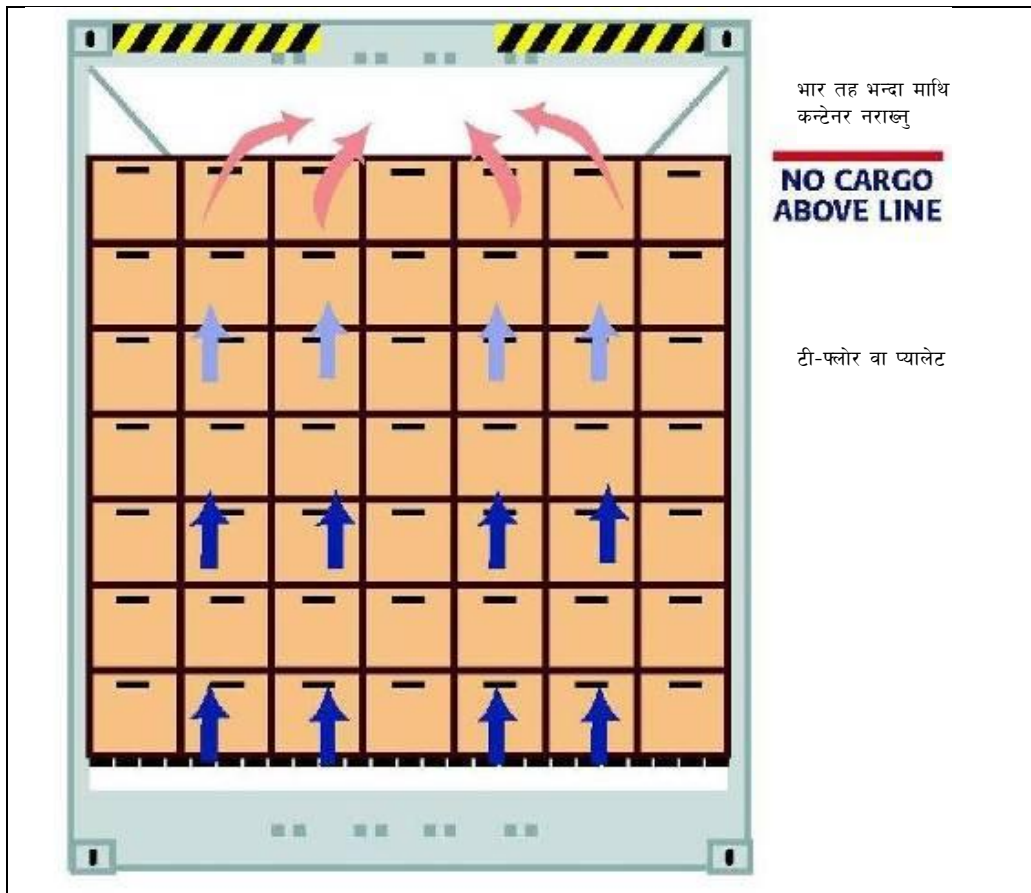 भार तह भन्दा माथि
कन्टेनर नराख्नु
NO CARGO
ABOVE LINE
टी-फ्लोर वा प्यालेट